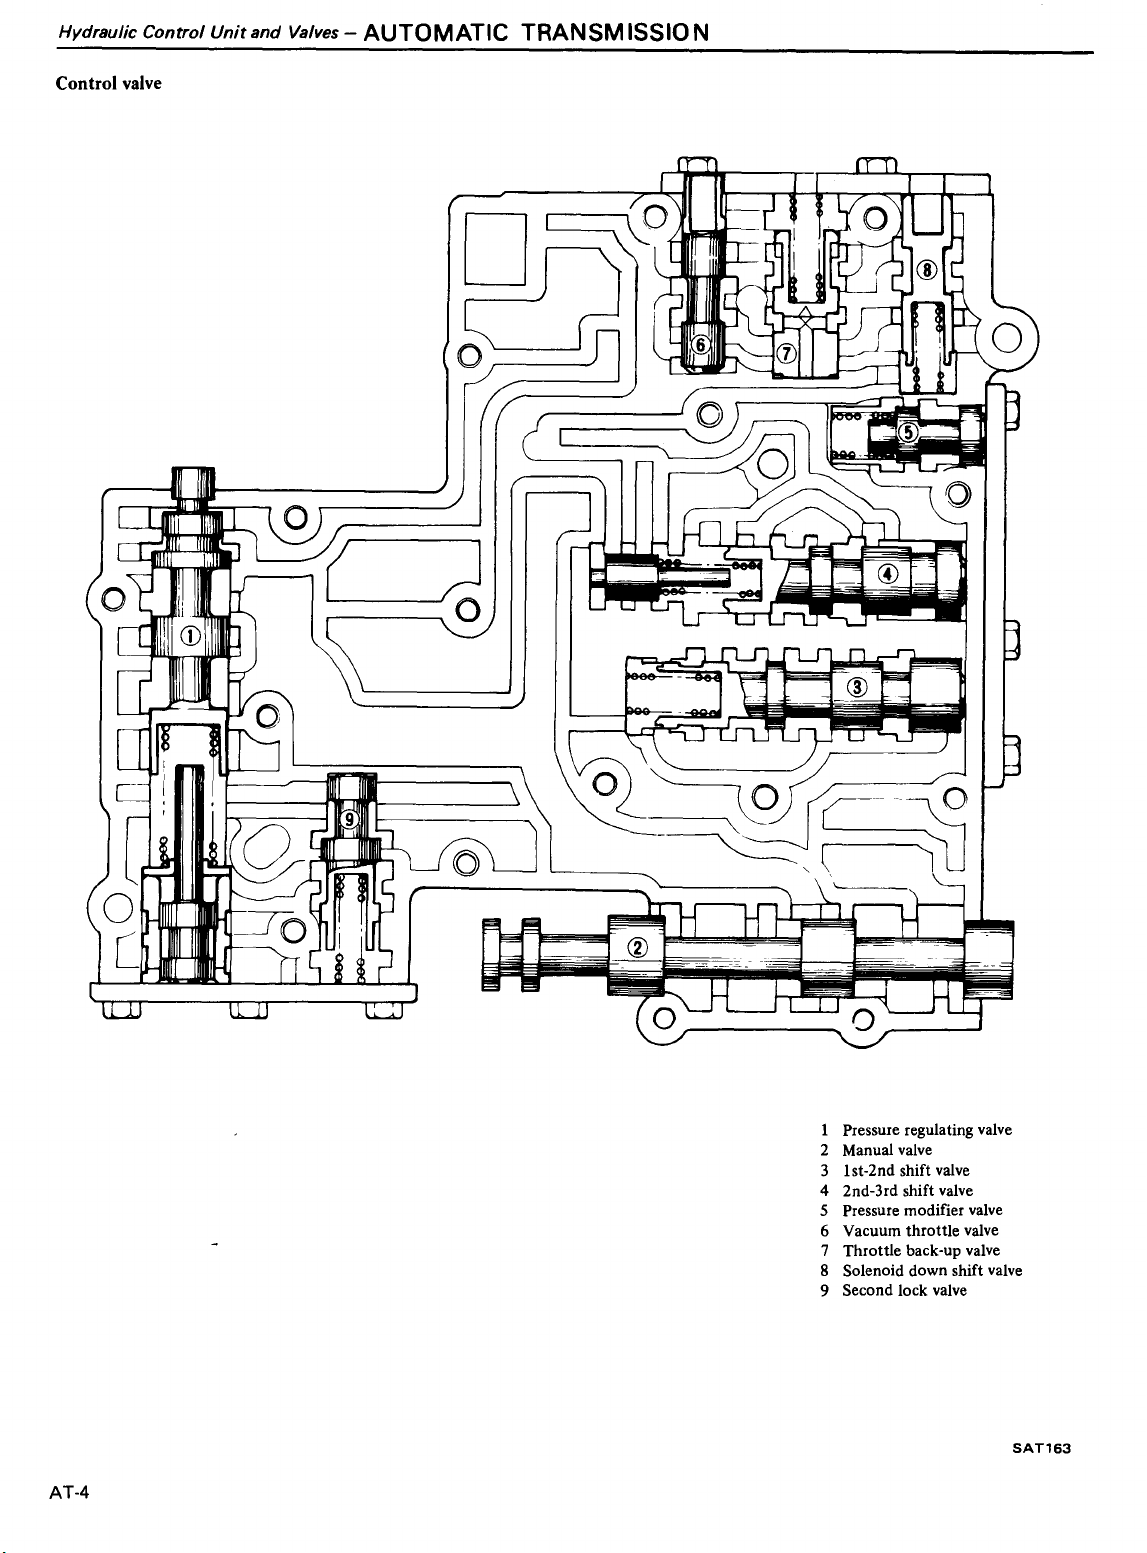 Hydraulic Control Unit and Valves – AUTOMATIC TRANSMISSION
Control valve
6
7
8
5
4
3
1
9
2
1 Pressure regulating valve
2 Manual valve
3 1st-2nd shift valve
4 2nd-3rd shift valve
5 Pressure modifier valve
6 Vacuum throttle valve
7 Throttle back-up valve
8 Solenoid down shift valve
9 Second lock valve
SAT163
AT-4